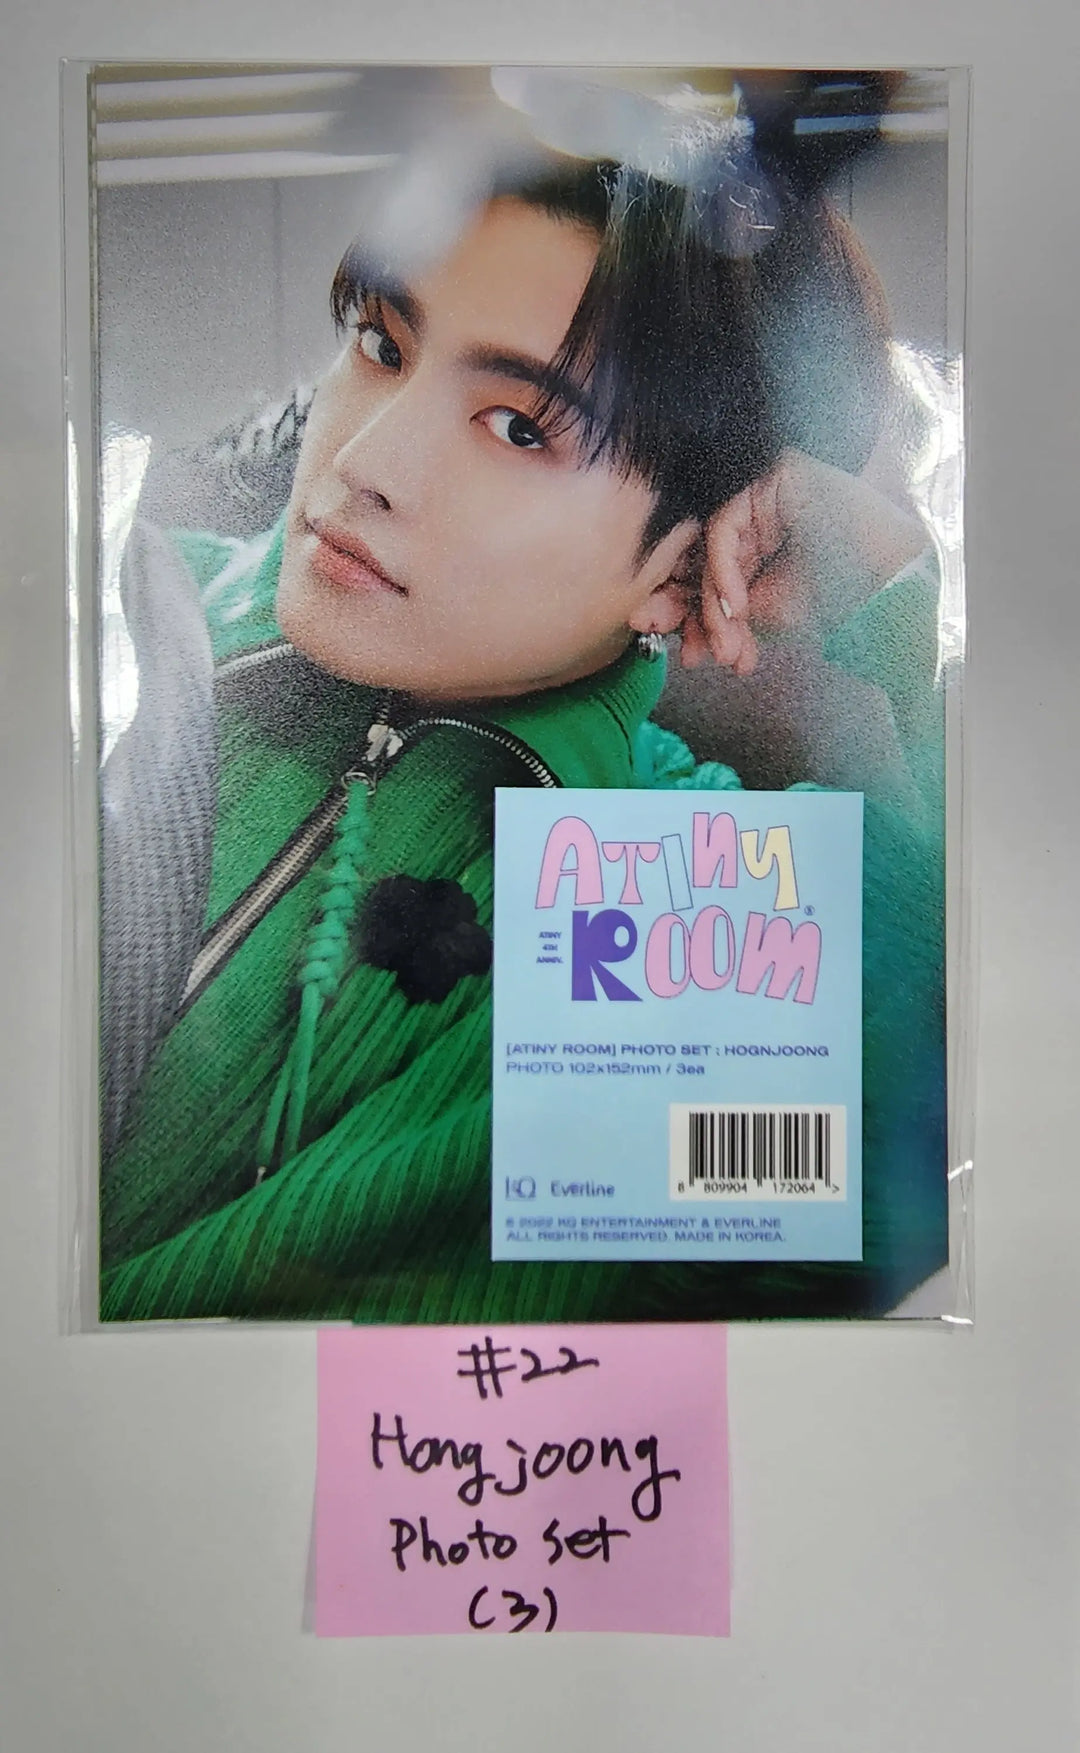 ATINY
ATINY
4TH
ANNIV.
ROOM®
[ATINY ROOM] PHOTO SET : HOGNJOONG
PHOTO 102x152mm / 3ea
8 809904 172064 >
KQ Everline
© 2022 KQ ENTERTAINMENT & EVERLINE
ALL RIGHTS RESERVED. MADE IN KOREA.
#22
Hongjoong
Photo set
(3)